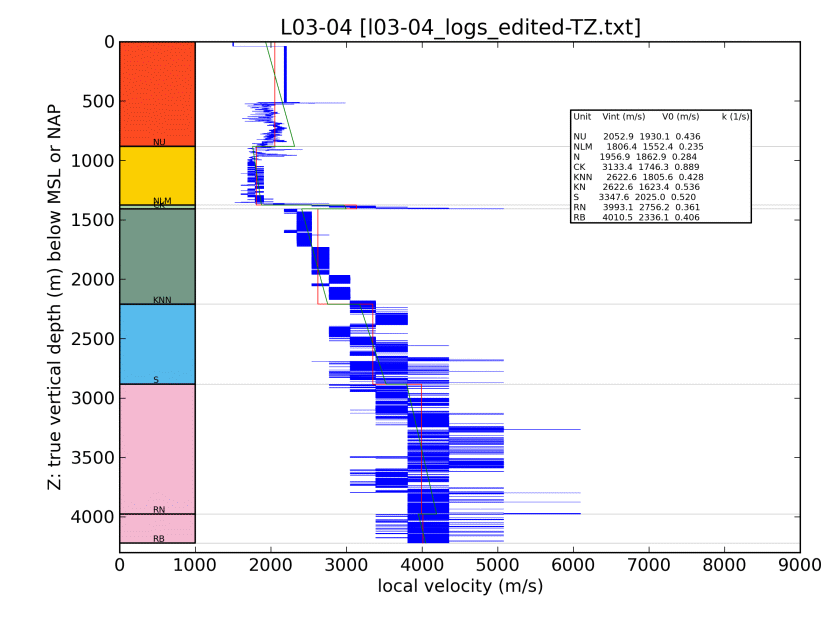 L03-04 [l03-04_logs_edited-TZ.txt]
Z: true vertical depth (m) below MSL or NAP
0
500
1000
1500
2000
2500
3000
3500
4000
NU
NLM
CK
KNN
S
RN
RB
Unit Vint (m/s) V0 (m/s) k (1/s)
NU 2052.9 1930.1 0.436
NLM 1806.4 1552.4 0.235
N 1956.9 1862.9 0.284
CK 3133.4 1746.3 0.889
KNN 2622.6 1805.6 0.428
KN 2622.6 1623.4 0.536
S 3347.6 2025.0 0.520
RN 3993.1 2756.2 0.361
RB 4010.5 2336.1 0.406
0 1000 2000 3000 4000 5000 6000 7000 8000 9000
local velocity (m/s)